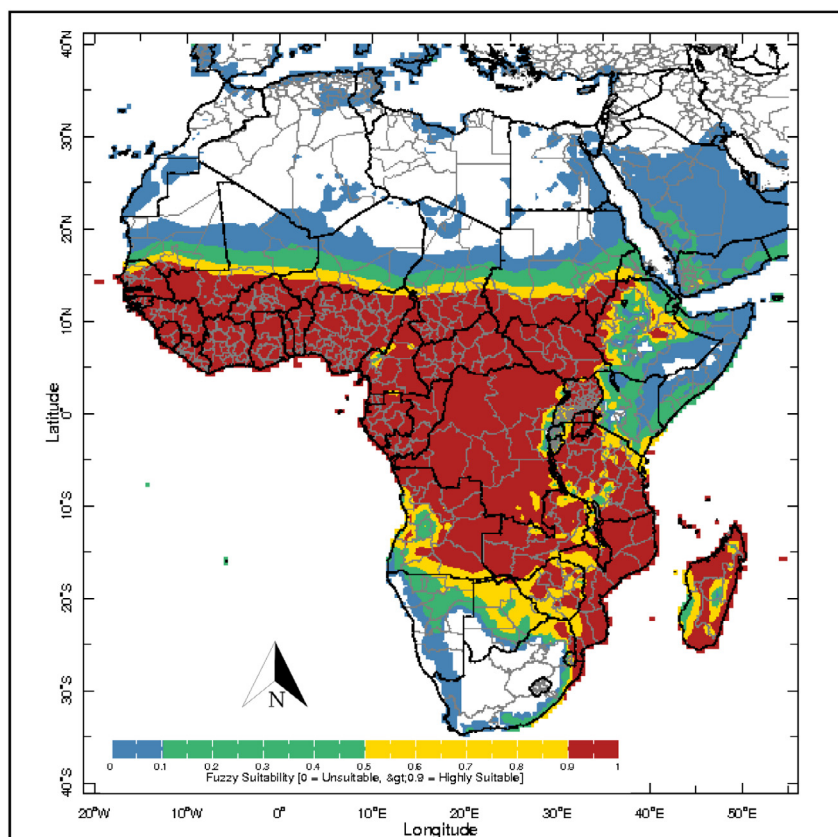 40°N
30°N
20°N
10°N
0°
10°S
20°S
30°S
40°S
Latitude
N
0 0.1 0.2 0.3 0.4 0.5 0.6 0.7 0.8 0.9 1
Fuzzy Suitability [0 = Unsuitable, &gt;0.9 = Highly Suitable]
20°W 10°W 0° 10°E 20°E 30°E 40°E 50°E
Longitude